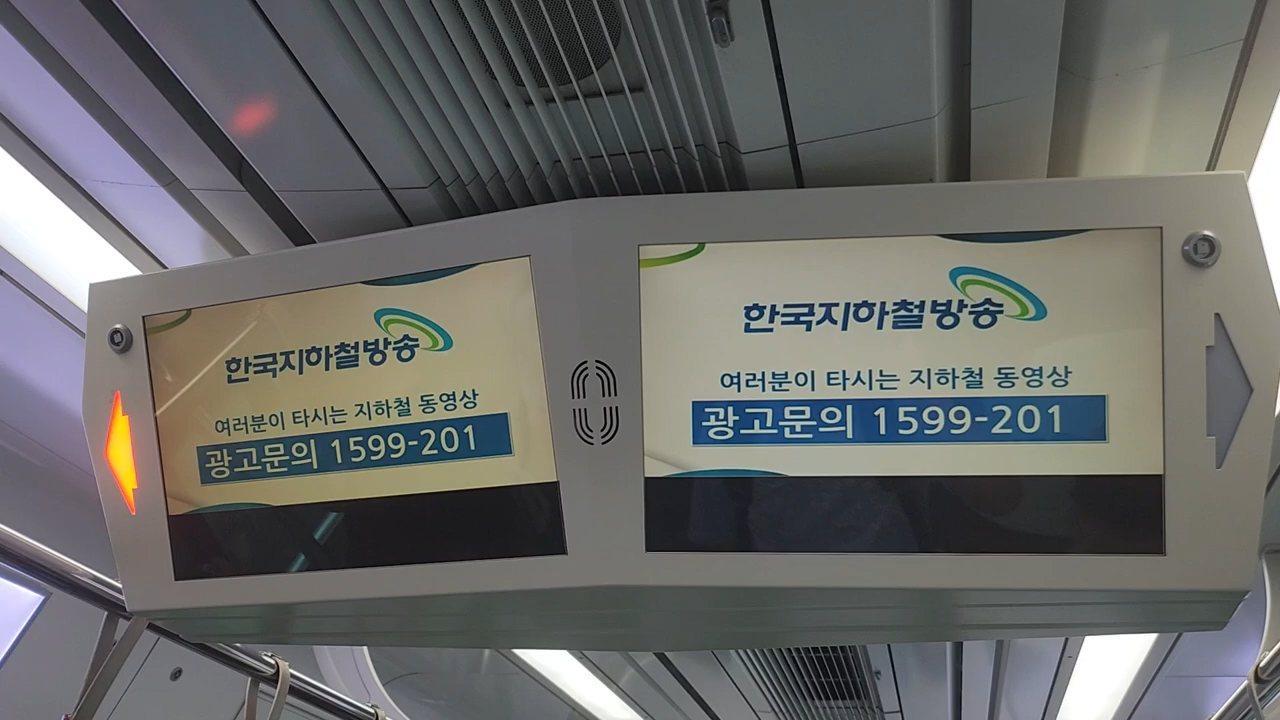 한국지하철방송
여러분이 타시는 지하철 동영상
광고문의 1599-201
한국지하철방송
여러분이 타시는 지하철 동영상
광고문의 1599-201